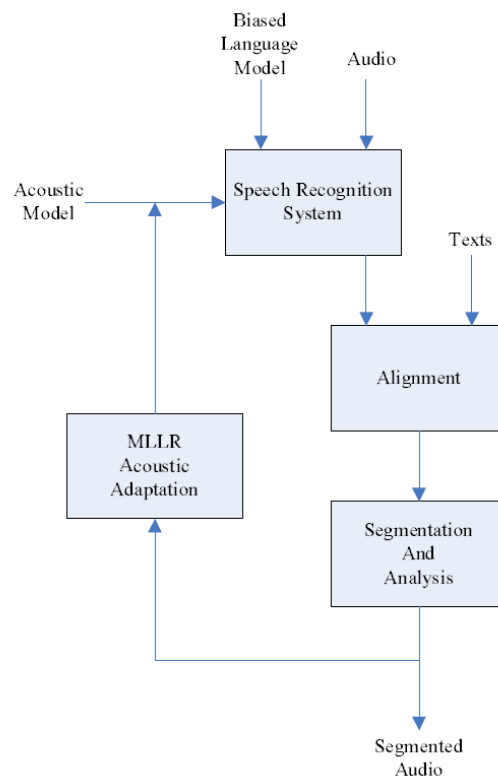 Biased
Language
Model
Audio
Acoustic
Model
Speech Recognition
System
Texts
Alignment
MLLR
Acoustic
Adaptation
Segmentation
And
Analysis
Segmented
Audio